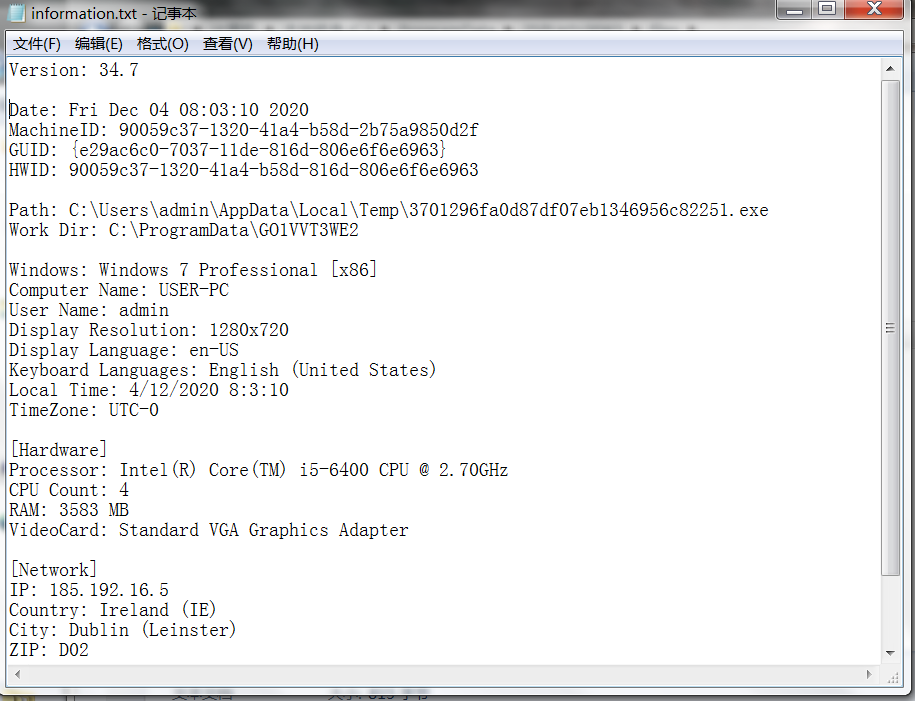 information.txt - 记事本
文件(F) 编辑(E) 格式(O) 查看(V) 帮助(H)
Version: 34.7
Date: Fri Dec 04 08:03:10 2020
MachineID: 90059c37-1320-41a4-b58d-2b75a9850d2f
GUID: {e29ac6c0-7037-11de-816d-806e6f6e6963}
HWID: 90059c37-1320-41a4-b58d-816d-806e6f6e6963
Path: C:\Users\admin\AppData\Local\Temp\3701296fa0d87df07eb1346956c82251.exe
Work Dir: C:\ProgramData\GO1VVT3WE2
Windows: Windows 7 Professional [x86]
Computer Name: USER-PC
User Name: admin
Display Resolution: 1280x720
Display Language: en-US
Keyboard Languages: English (United States)
Local Time: 4/12/2020 8:3:10
TimeZone: UTC-0
[Hardware]
Processor: Intel(R) Core(TM) i5-6400 CPU @ 2.70GHz
CPU Count: 4
RAM: 3583 MB
VideoCard: Standard VGA Graphics Adapter
[Network]
IP: 185.192.16.5
Country: Ireland (IE)
City: Dublin (Leinster)
ZIP: D02